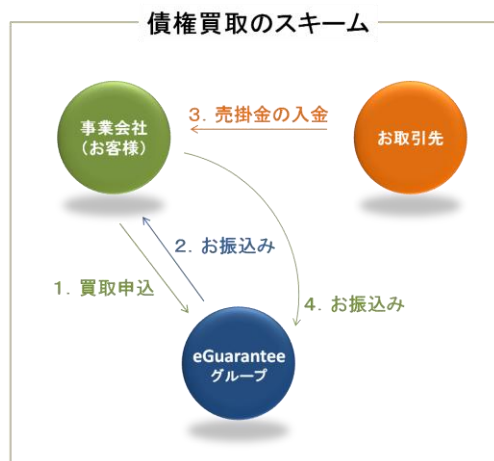 債権買取のスキーム
事業会社
（お客様）
3．売掛金の入金
お取引先
2．お振込み
1．買取申込
4．お振込み
eGuarantee
グループ